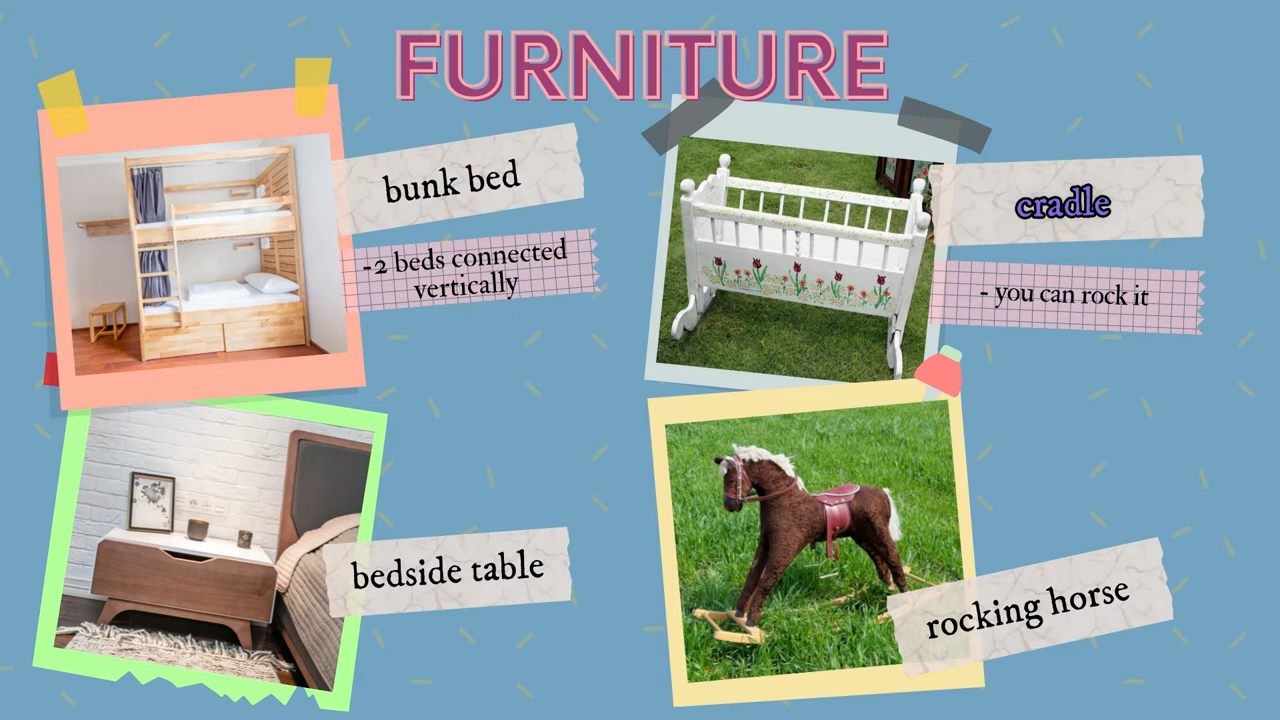 FURNITURE
bunk bed
-2 beds connected
vertically
cradle
- you can rock it
bedside table
rocking horse